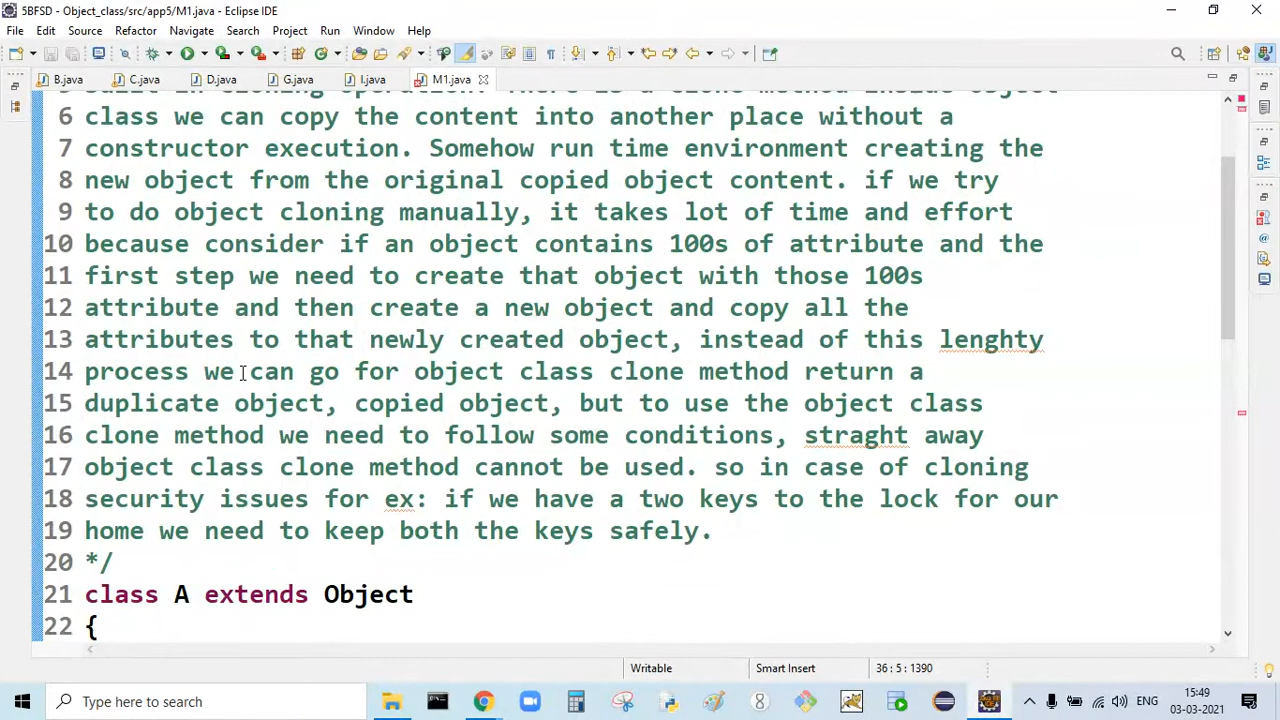 5BFSD - Object_class/src/app5/M1.java - Eclipse IDE
File Edit Source Refactor Navigate Search Project Run Window Help
B.java C.java D.java G.java I.java M1.java
6 class we can copy the content into another place without a
7 constructor execution. Somehow run time environment creating the
8 new object from the original copied object content. if we try
9 to do object cloning manually, it takes lot of time and effort
10 because consider if an object contains 100s of attribute and the
11 first step we need to create that object with those 100s
12 attribute and then create a new object and copy all the
13 attributes to that newly created object, instead of this lenghty
14 process we can go for object class clone method return a
15 duplicate object, copied object, but to use the object class
16 clone method we need to follow some conditions, straght away
17 object class clone method cannot be used. so in case of cloning
18 security issues for ex: if we have a two keys to the lock for our
19 home we need to keep both the keys safely.
20 */
21 class A extends Object
22 {
Writable Smart Insert 36 : 5 : 1390
Type here to search ENG 5:49
03-03-2021